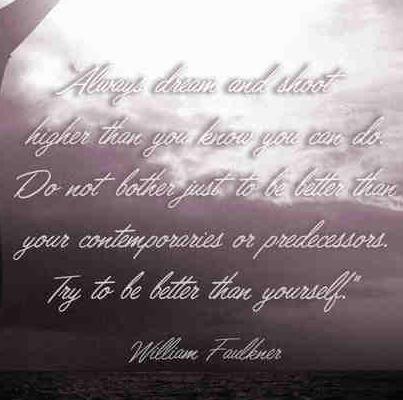 "Always dream and shoot
higher than you know you can do.
Do not bother just to be better than
your contemporaries or predecessors.
Try to be better than yourself."
William Faulkner